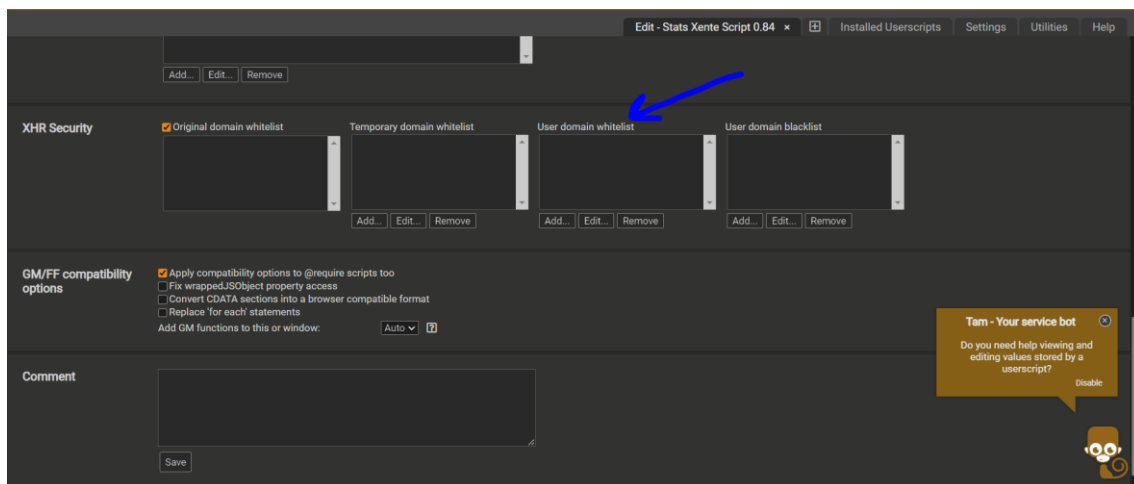 Edit - Stats Xente Script 0.84 × Installed Userscripts Settings Utilities Help
Add... Edit... Remove
XHR Security
Original domain whitelist Temporary domain whitelist User domain whitelist User domain blacklist
Add... Edit... Remove Add... Edit... Remove Add... Edit... Remove
GM/FF compatibility
options
Apply compatibility options to @require scripts too
Fix wrappedJSObject property access
Convert CDATA sections into a browser compatible format
Replace 'for each' statements
Add GM functions to this or window: Auto ?
Tam - Your service bot
Do you need help viewing and
editing values stored by a
userscript?
Disable
Comment
Save